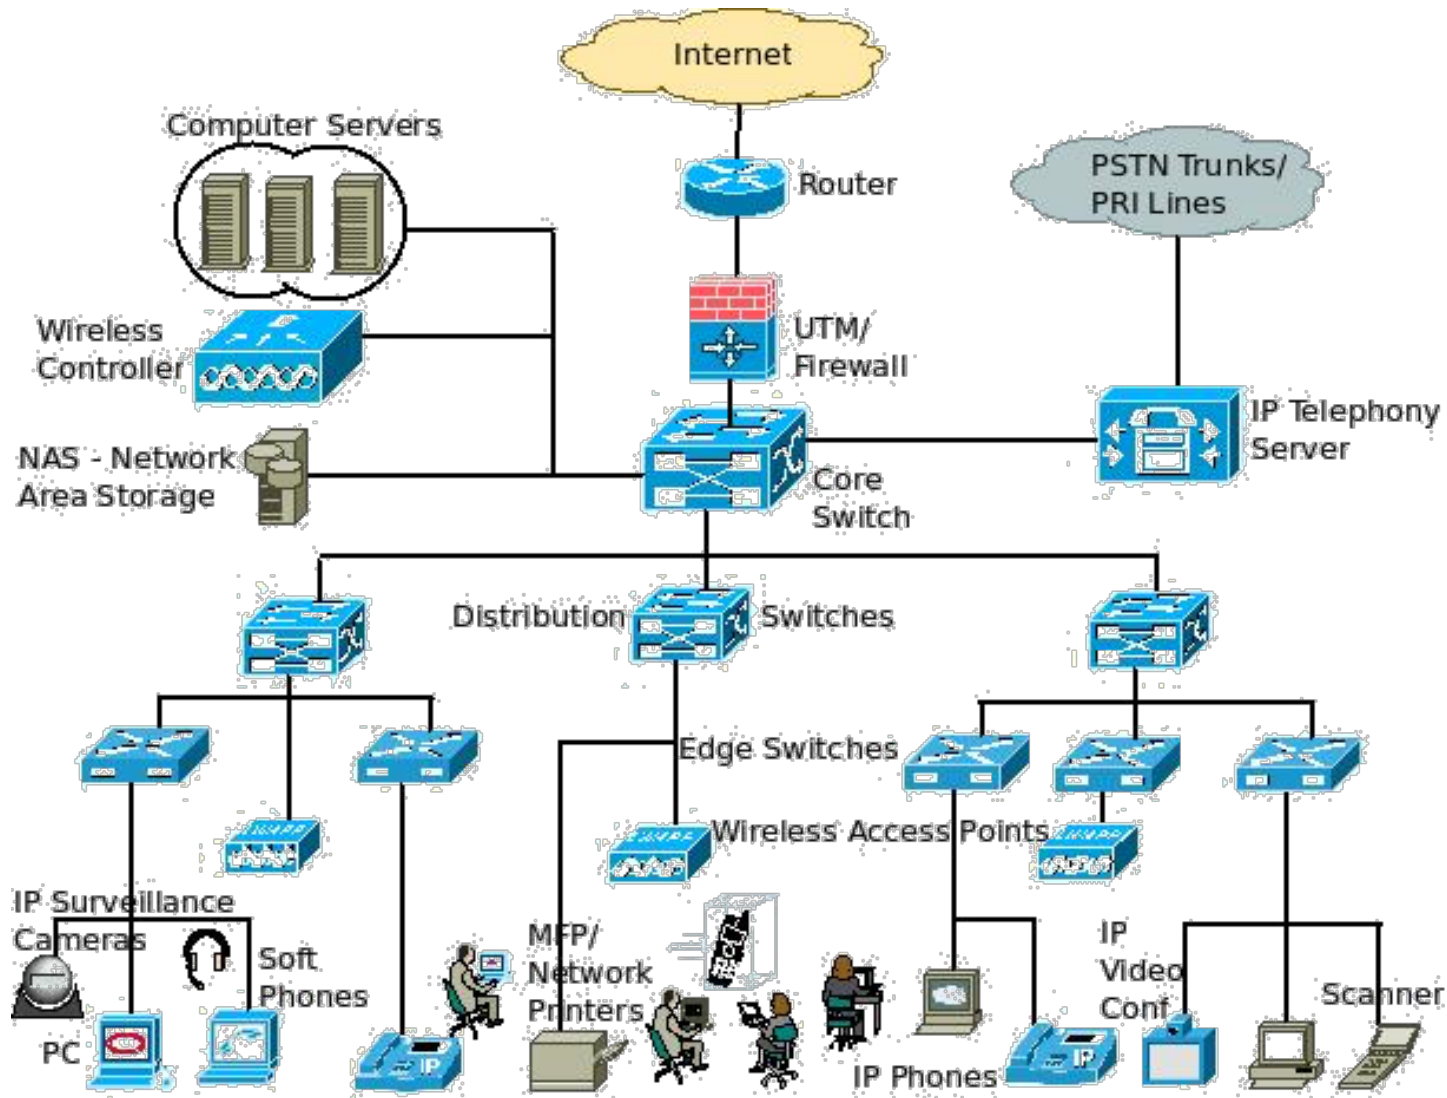 Internet
Computer Servers
PSTN Trunks/
PRI Lines
Router
Wireless
Controller
UTM/
Firewall
IP Telephony
Server
NAS - Network
Area Storage
Core
Switch
Distribution
Switches
Edge Switches
Wireless Access Points
IP Surveillance
Cameras
Soft
Phones
MFP/
Network
Printers
IP
Video
Conf
Scanner
PC
IP
IP Phones
IP